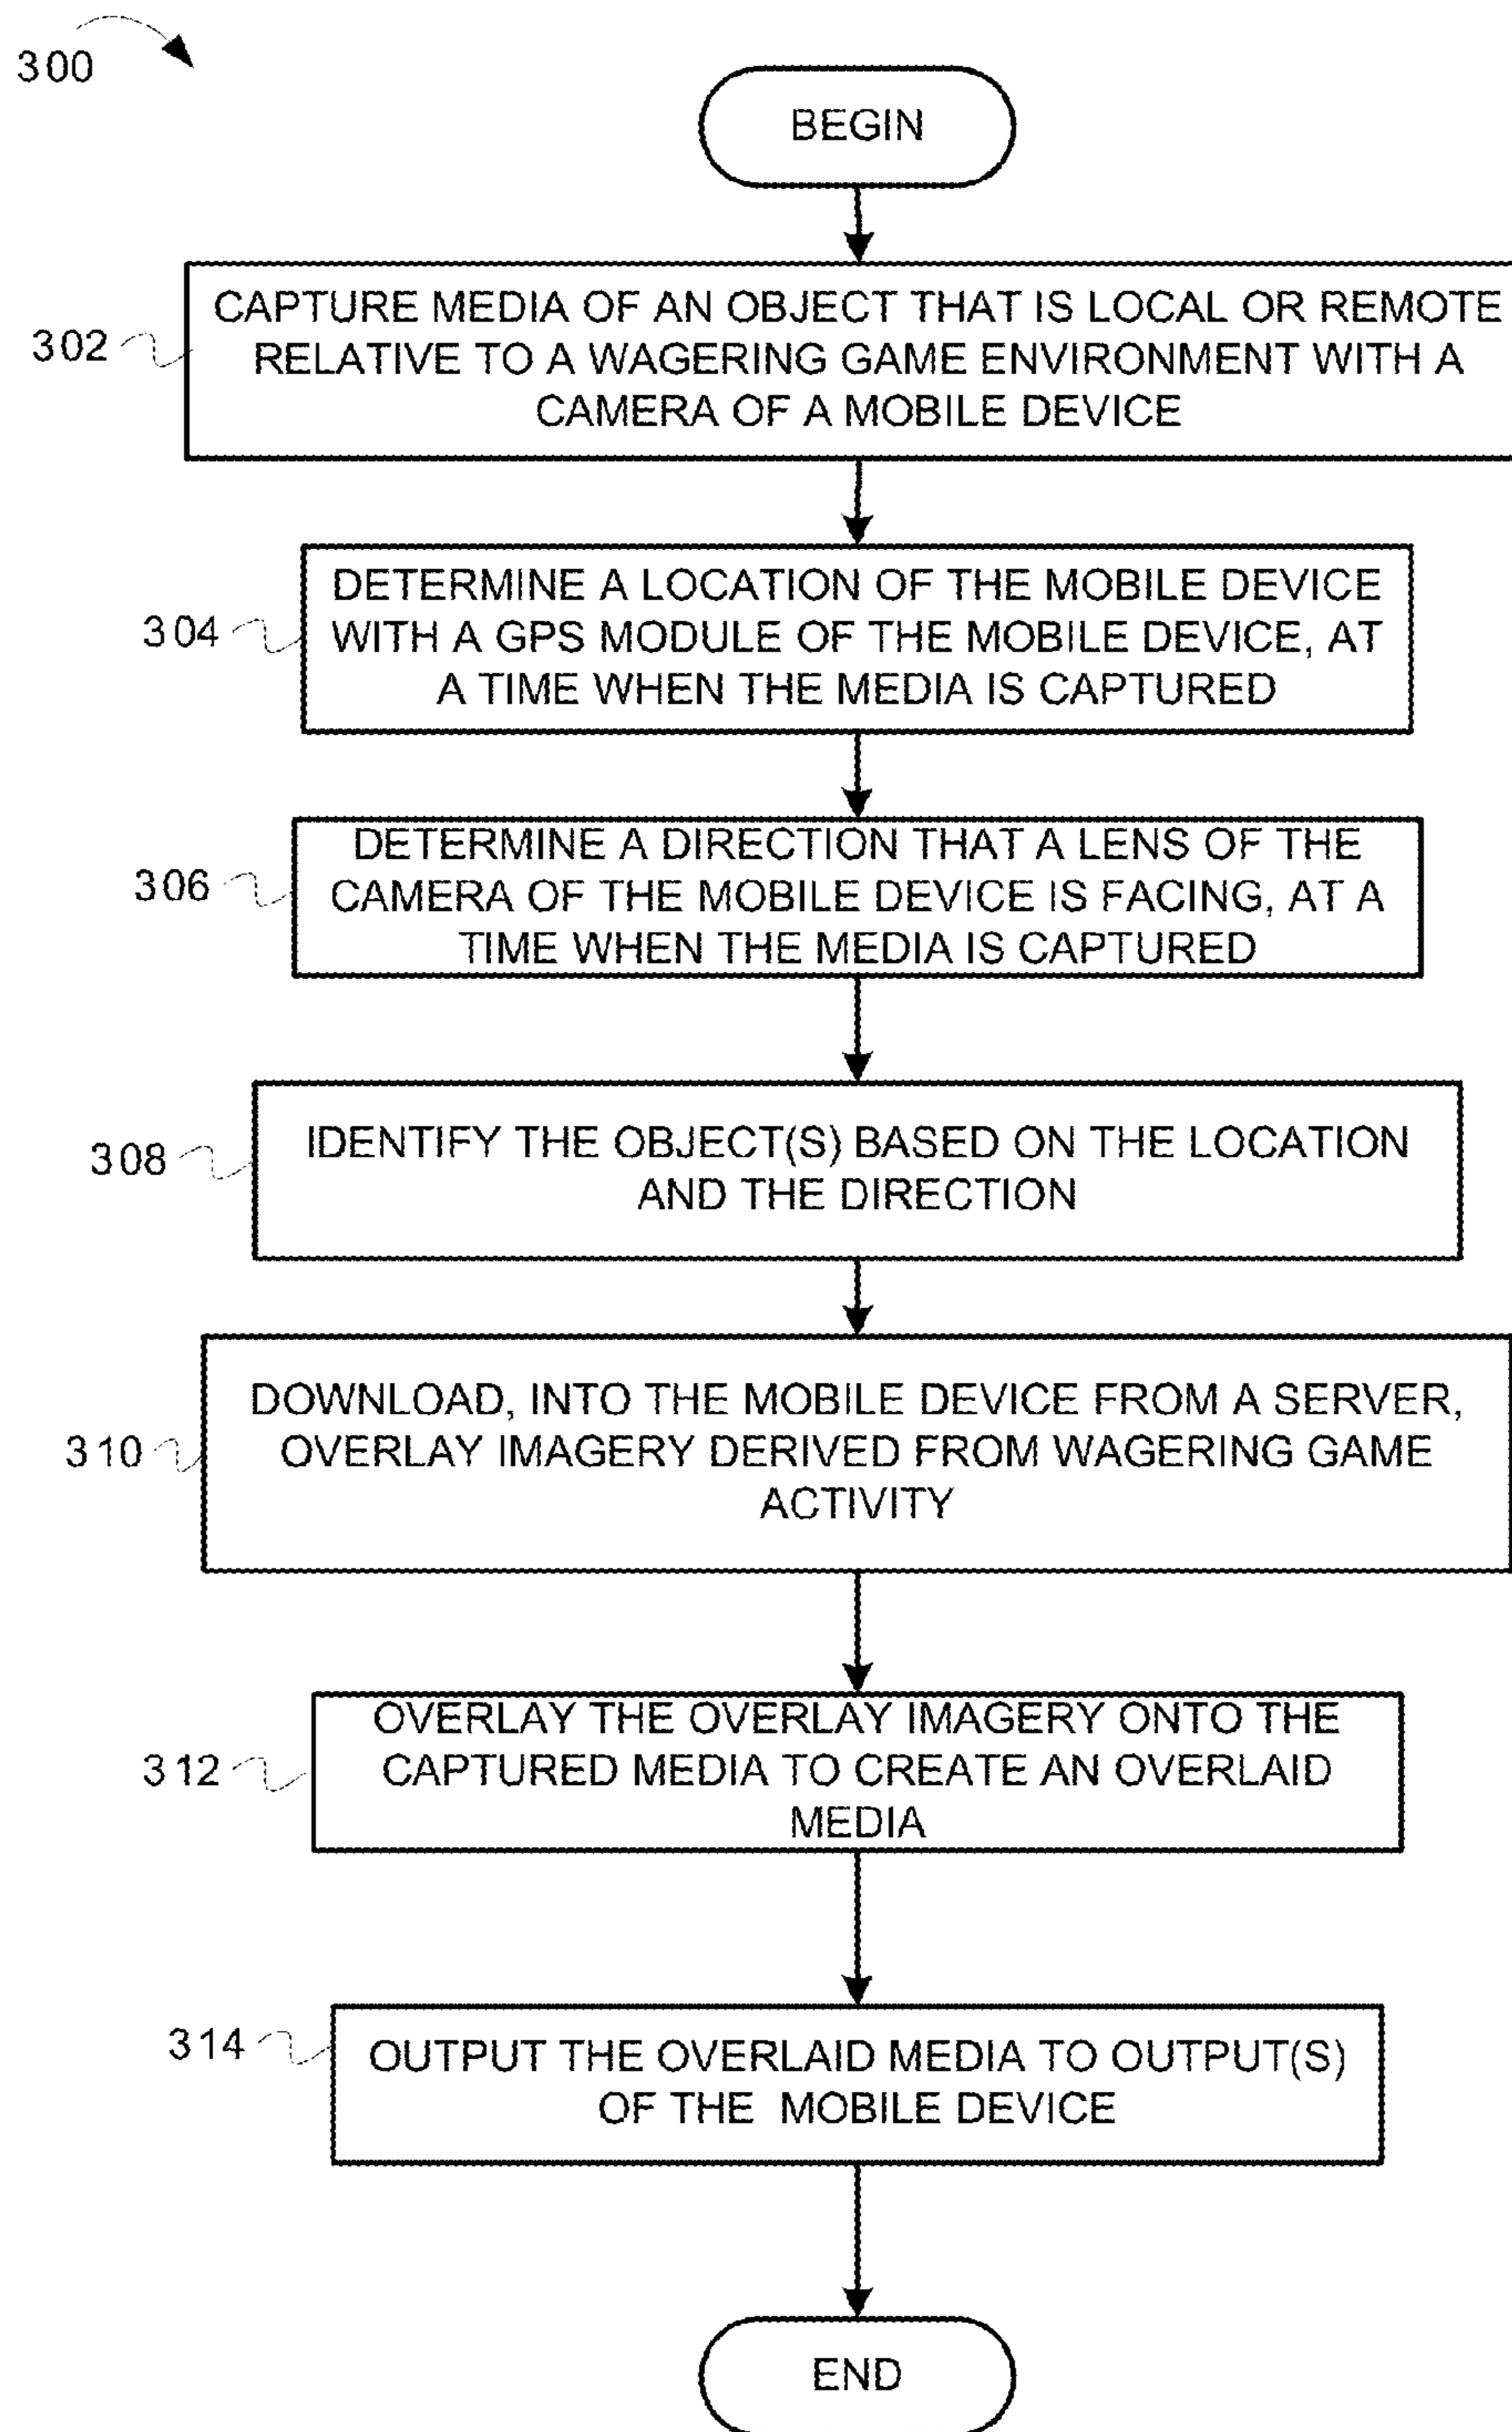 300
BEGIN
302
CAPTURE MEDIA OF AN OBJECT THAT IS LOCAL OR REMOTE
RELATIVE TO A WAGERING GAME ENVIRONMENT WITH A
CAMERA OF A MOBILE DEVICE
304
DETERMINE A LOCATION OF THE MOBILE DEVICE
WITH A GPS MODULE OF THE MOBILE DEVICE, AT
A TIME WHEN THE MEDIA IS CAPTURED
306
DETERMINE A DIRECTION THAT A LENS OF THE
CAMERA OF THE MOBILE DEVICE IS FACING, AT A
TIME WHEN THE MEDIA IS CAPTURED
308
IDENTIFY THE OBJECT(S) BASED ON THE LOCATION
AND THE DIRECTION
310
DOWNLOAD, INTO THE MOBILE DEVICE FROM A SERVER,
OVERLAY IMAGERY DERIVED FROM WAGERING GAME
ACTIVITY
312
OVERLAY THE OVERLAY IMAGERY ONTO THE
CAPTURED MEDIA TO CREATE AN OVERLAID
MEDIA
314
OUTPUT THE OVERLAID MEDIA TO OUTPUT(S)
OF THE MOBILE DEVICE
END